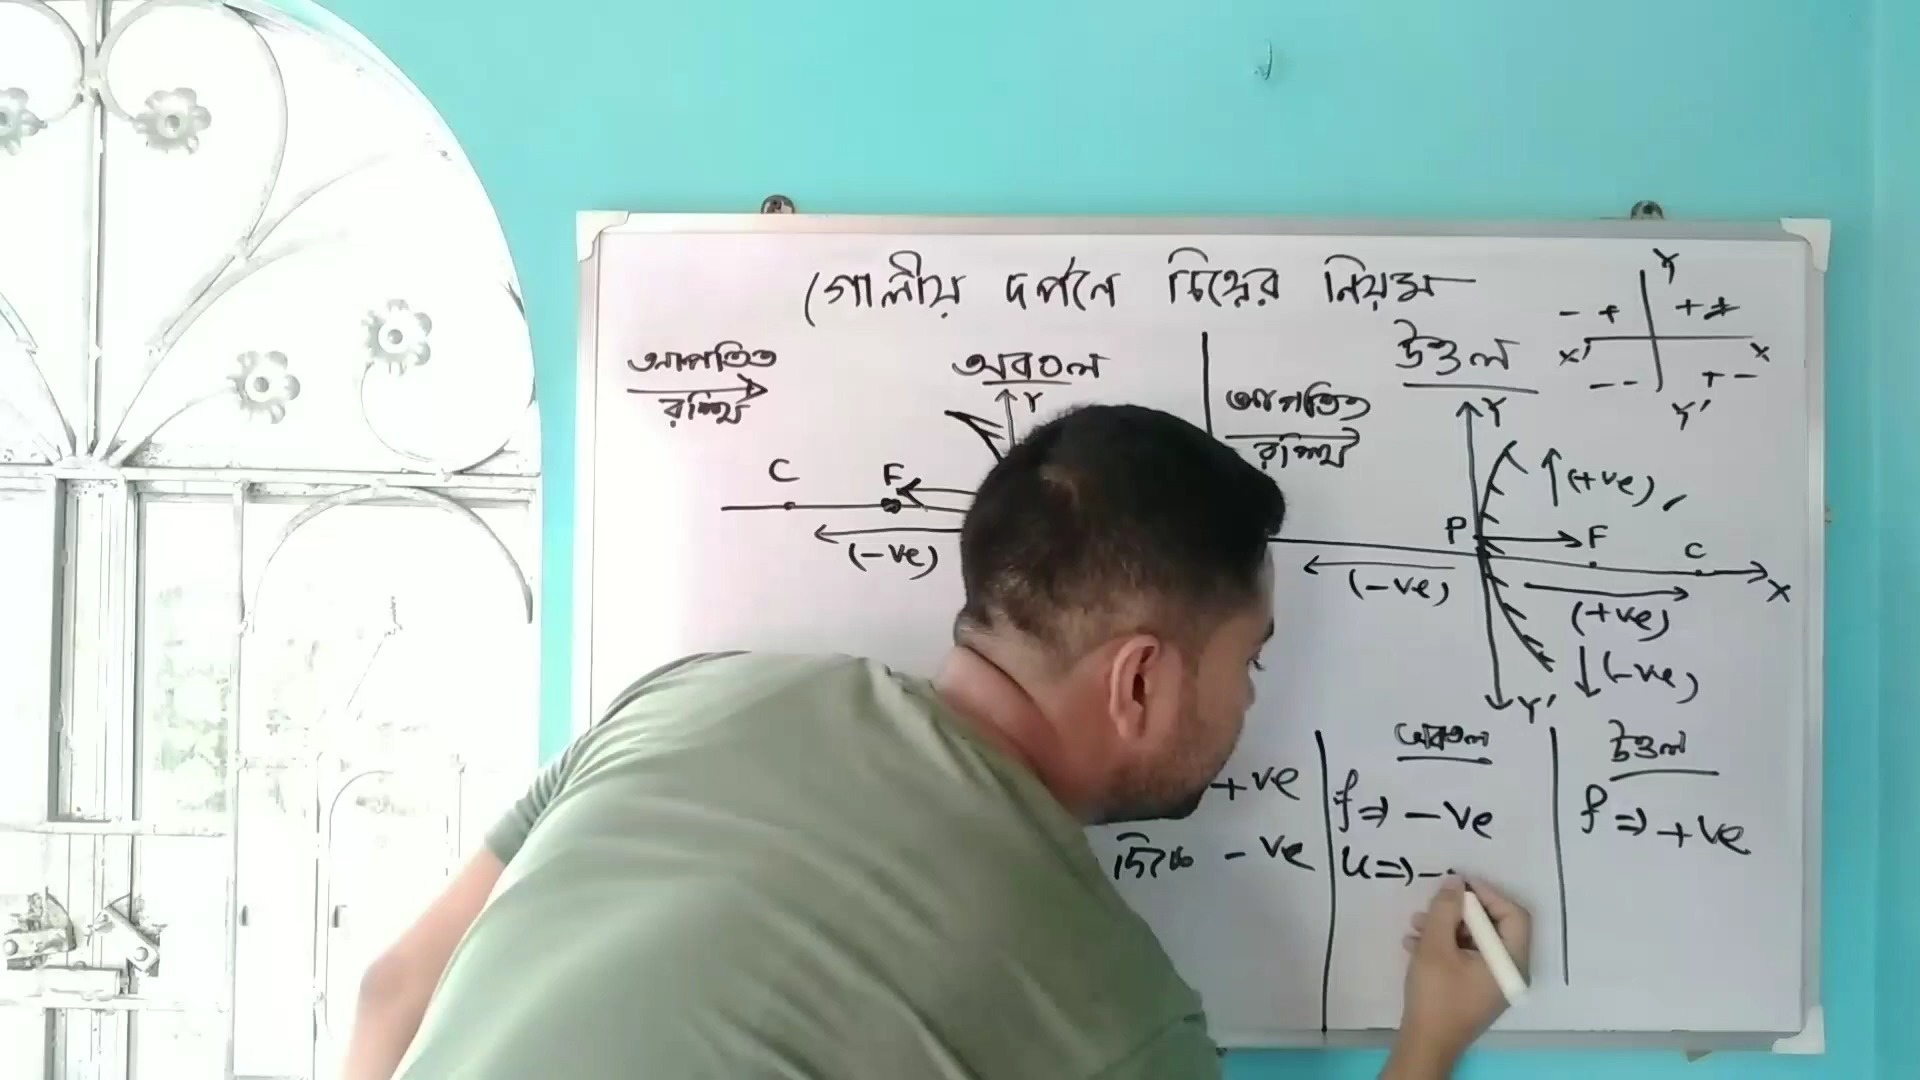 গোলীয় দর্পনে চিহ্নের নিয়ম
Y
- + ++
X' X
-- + -
Y'
আপতিত
রশ্মি
অবতল
Y
C F
(-ve)
আপতিত
রশ্মি
উত্তল
Y
(+ve)
P F C
X
(-ve) (+ve)
(-ve)
Y'
+ve
- ve
অবতল
f => - ve
u => -
উত্তল
f => +ve